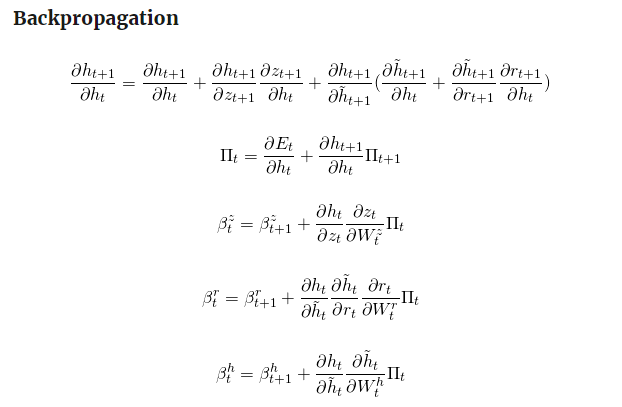 Backpropagation
∂h_{t+1}/∂h_t = ∂h_{t+1}/∂h_t + ∂h_{t+1}/∂z_{t+1} ∂z_{t+1}/∂h_t + ∂h_{t+1}/∂h̃_{t+1} (∂h̃_{t+1}/∂h_t + ∂h̃_{t+1}/∂r_{t+1} ∂r_{t+1}/∂h_t)
Π_t = ∂E_t/∂h_t + ∂h_{t+1}/∂h_t Π_{t+1}
β_t^z = β_{t+1}^z + ∂h_t/∂z_t ∂z_t/∂W_t^z Π_t
β_t^r = β_{t+1}^r + ∂h_t/∂h̃_t ∂h̃_t/∂r_t ∂r_t/∂W_t^r Π_t
β_t^h = β_{t+1}^h + ∂h_t/∂h̃_t ∂h̃_t/∂W_t^h Π_t